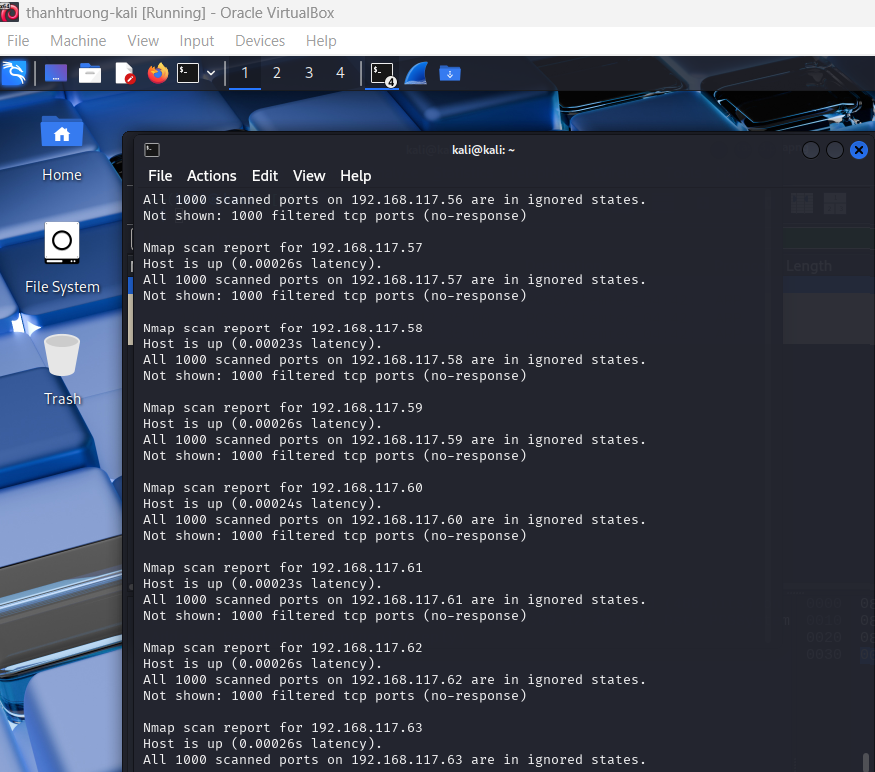 thanhtruong-kali [Running] - Oracle VirtualBox
File Machine View Input Devices Help
1 2 3 4 4
kali@kali: ~
File Actions Edit View Help
Home
File System
Trash
All 1000 scanned ports on 192.168.117.56 are in ignored states.
Not shown: 1000 filtered tcp ports (no-response)
Nmap scan report for 192.168.117.57
Host is up (0.00026s latency).
All 1000 scanned ports on 192.168.117.57 are in ignored states.
Not shown: 1000 filtered tcp ports (no-response)
Nmap scan report for 192.168.117.58
Host is up (0.00023s latency).
All 1000 scanned ports on 192.168.117.58 are in ignored states.
Not shown: 1000 filtered tcp ports (no-response)
Nmap scan report for 192.168.117.59
Host is up (0.00026s latency).
All 1000 scanned ports on 192.168.117.59 are in ignored states.
Not shown: 1000 filtered tcp ports (no-response)
Nmap scan report for 192.168.117.60
Host is up (0.00024s latency).
All 1000 scanned ports on 192.168.117.60 are in ignored states.
Not shown: 1000 filtered tcp ports (no-response)
Nmap scan report for 192.168.117.61
Host is up (0.00023s latency).
All 1000 scanned ports on 192.168.117.61 are in ignored states.
Not shown: 1000 filtered tcp ports (no-response)
Nmap scan report for 192.168.117.62
Host is up (0.00026s latency).
All 1000 scanned ports on 192.168.117.62 are in ignored states.
Not shown: 1000 filtered tcp ports (no-response)
Nmap scan report for 192.168.117.63
Host is up (0.00026s latency).
All 1000 scanned ports on 192.168.117.63 are in ignored states.
Length